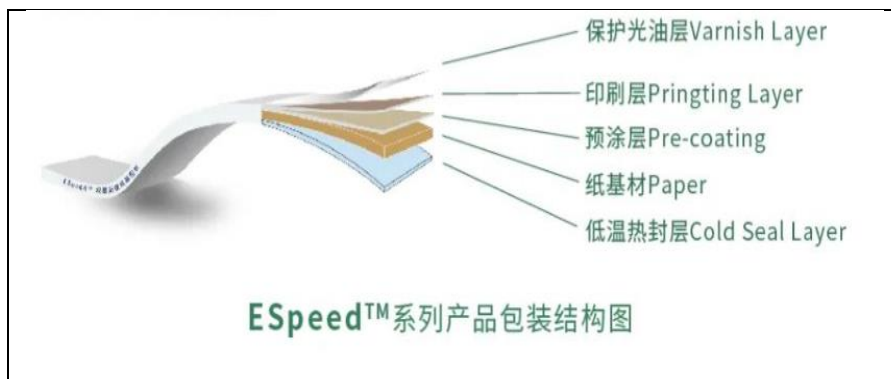 保护光油层Varnish Layer
印刷层Pringting Layer
预涂层Pre-coating
纸基材Paper
低温热封层Cold Seal Layer
ESpeed™系列产品包装结构图